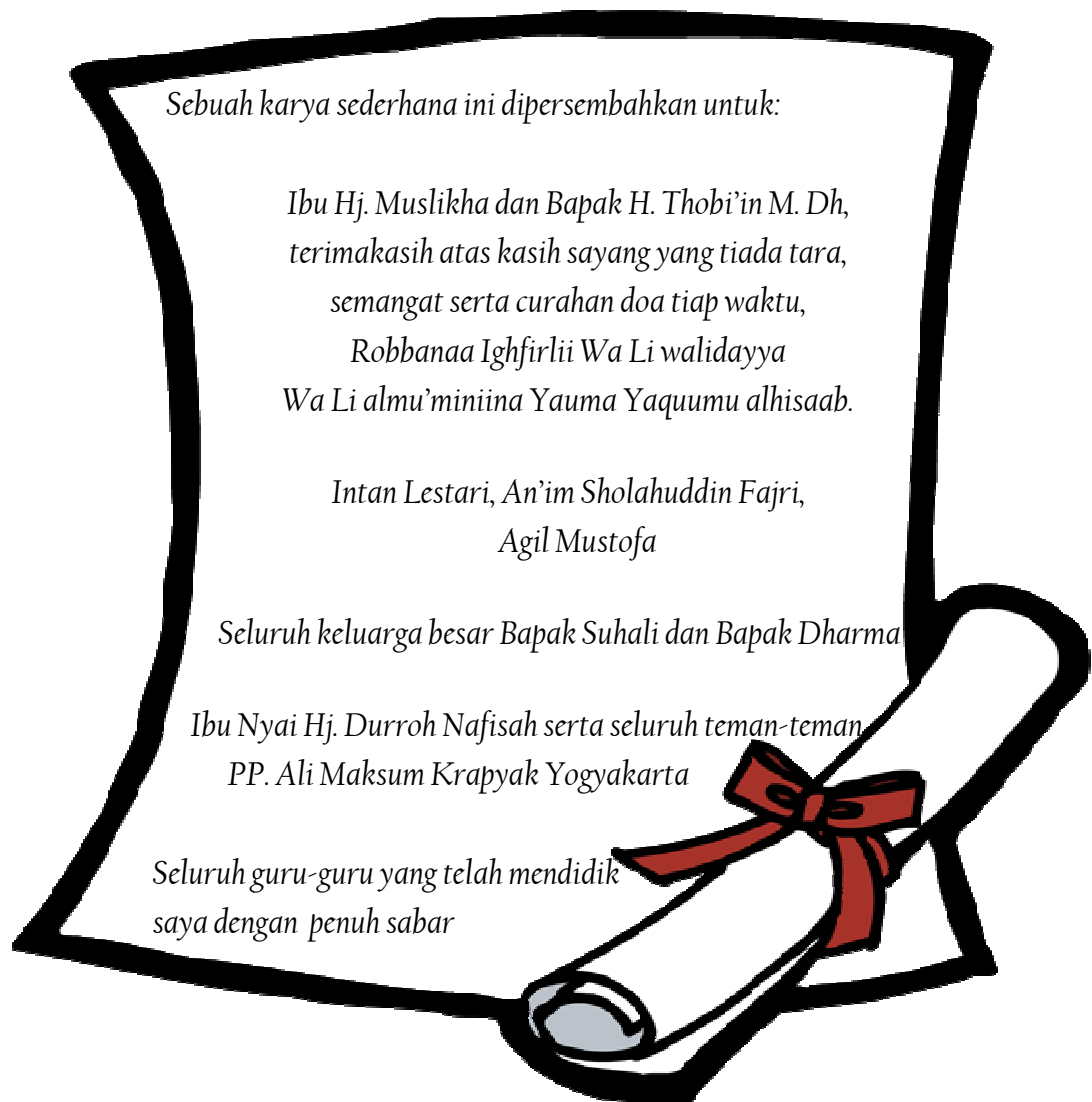 Sebuah karya sederhana ini dipersembahkan untuk:
Ibu Hj. Muslikha dan Bapak H. Thobi’in M. Dh,
terimakasih atas kasih sayang yang tiada tara,
semangat serta curahan doa tiap waktu,
Robbanaa Ighfirlii Wa Li walidayya
Wa Li almu’miniina Yauma Yaquumu alhisaab.
Intan Lestari, An’im Sholahuddin Fajri,
Agil Mustofa
Seluruh keluarga besar Bapak Suhali dan Bapak Dharma
Ibu Nyai Hj. Durroh Nafisah serta seluruh teman-teman
PP. Ali Maksum Krapyak Yogyakarta
Seluruh guru-guru yang telah mendidik
saya dengan  penuh sabar